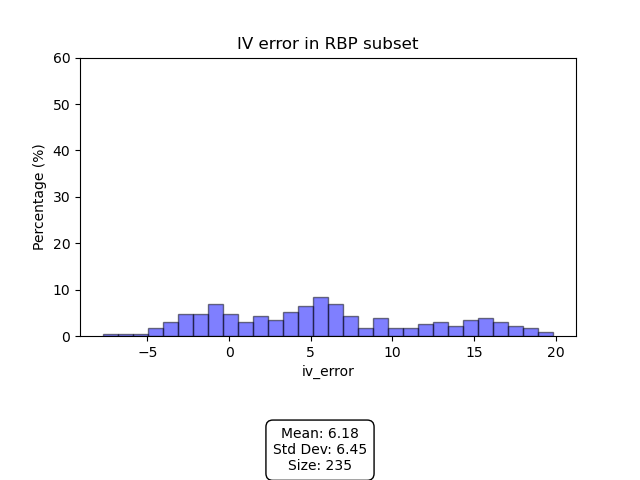 IV error in RBP subset
60
50
40
30
20
10
0
Percentage (%)
−5 0 5 10 15 20
iv_error
Mean: 6.18
Std Dev: 6.45
Size: 235